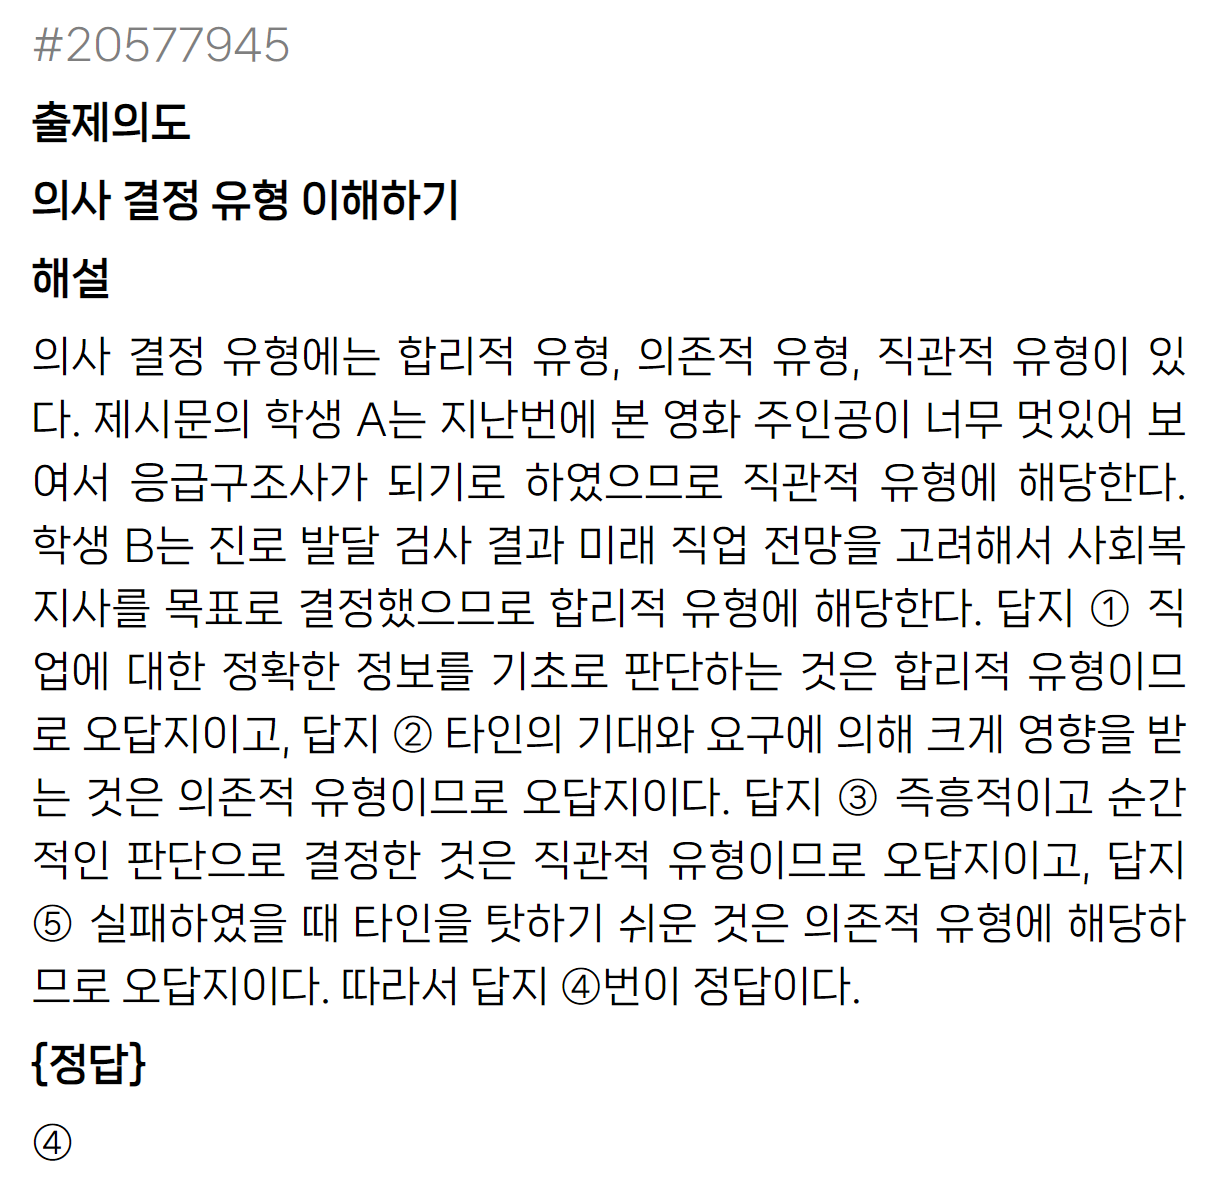 #20577945
출제의도
의사 결정 유형 이해하기
해설
의사 결정 유형에는 합리적 유형, 의존적 유형, 직관적 유형이 있
다. 제시문의 학생 A는 지난번에 본 영화 주인공이 너무 멋있어 보
여서 응급구조사가 되기로 하였으므로 직관적 유형에 해당한다.
학생 B는 진로 발달 검사 결과 미래 직업 전망을 고려해서 사회복
지사를 목표로 결정했으므로 합리적 유형에 해당한다. 답지 ① 직
업에 대한 정확한 정보를 기초로 판단하는 것은 합리적 유형이므
로 오답지이고, 답지 ② 타인의 기대와 요구에 의해 크게 영향을 받
는 것은 의존적 유형이므로 오답지이다. 답지 ③ 즉흥적이고 순간
적인 판단으로 결정한 것은 직관적 유형이므로 오답지이고, 답지
⑤ 실패하였을 때 타인을 탓하기 쉬운 것은 의존적 유형에 해당하
므로 오답지이다. 따라서 답지 ④번이 정답이다.
{정답}
④